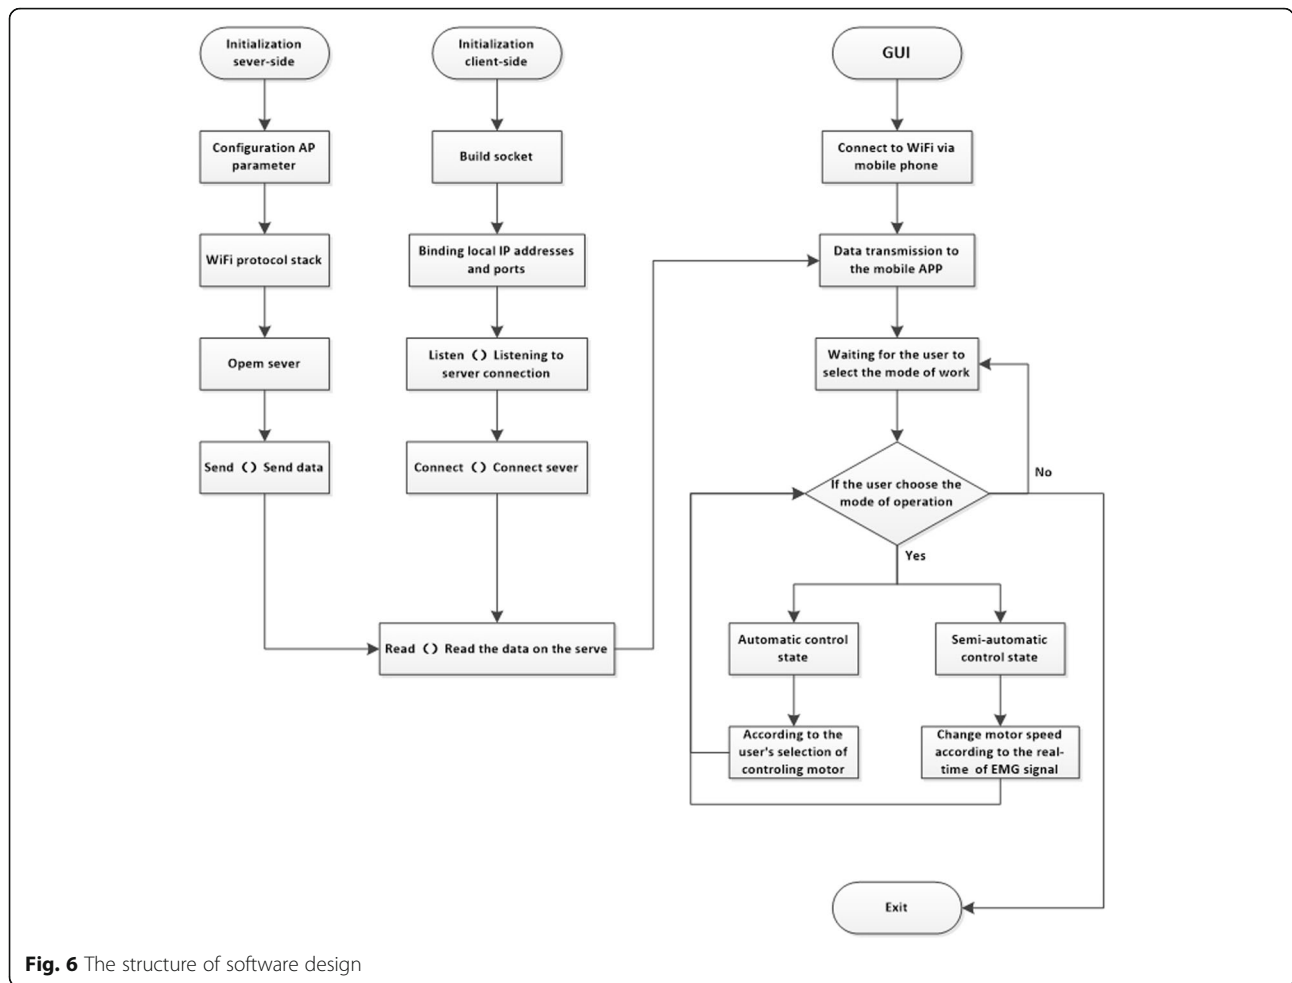 Initialization
sever-side
Configuration AP
parameter
WiFi protocol stack
Opem sever
Send () Send data
Initialization
client-side
Build socket
Binding local IP addresses
and ports
Listen () Listening to
server connection
Connect () Connect sever
Read () Read the data on the serve
GUI
Connect to WiFi via
mobile phone
Data transmission to
the mobile APP
Waiting for the user to
select the mode of work
If the user choose the
mode of operation
No
Yes
Automatic control
state
Semi-automatic
control state
According to the
user's selection of
controling motor
Change motor speed
according to the real-
time of EMG signal
Exit
Fig. 6 The structure of software design